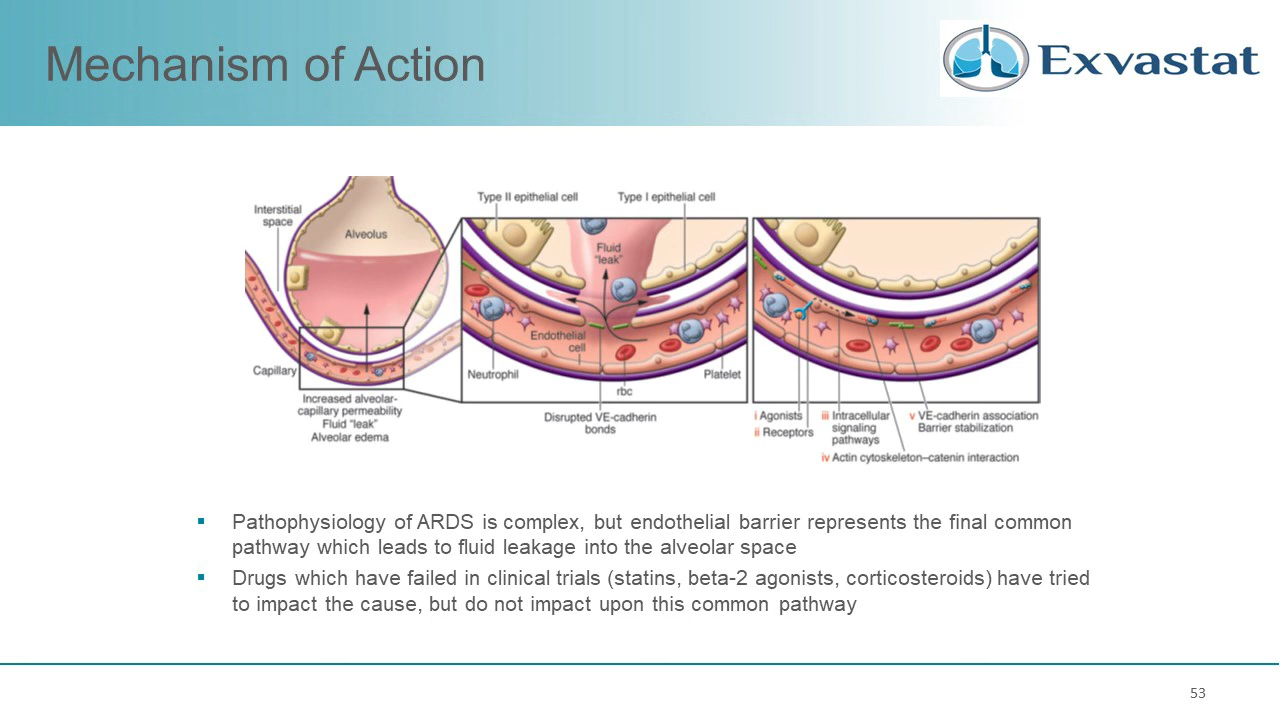 Mechanism of Action
Exvastat
Type II epithelial cell
Type I epithelial cell
Interstitial
space
Alveolus
Fluid
"leak"
Endothelial
cell
Capillary
Neutrophil
Platelet
rbc
Increased alveolar-
capillary permeability
Fluid "leak"
Alveolar edema
Disrupted VE-cadherin
bonds
i Agonists
ii Receptors
iii Intracellular
signaling
pathways
v VE-cadherin association
Barrier stabilization
iv Actin cytoskeleton–catenin interaction
▪ Pathophysiology of ARDS is complex, but endothelial barrier represents the final common
pathway which leads to fluid leakage into the alveolar space
▪ Drugs which have failed in clinical trials (statins, beta-2 agonists, corticosteroids) have tried
to impact the cause, but do not impact upon this common pathway
53